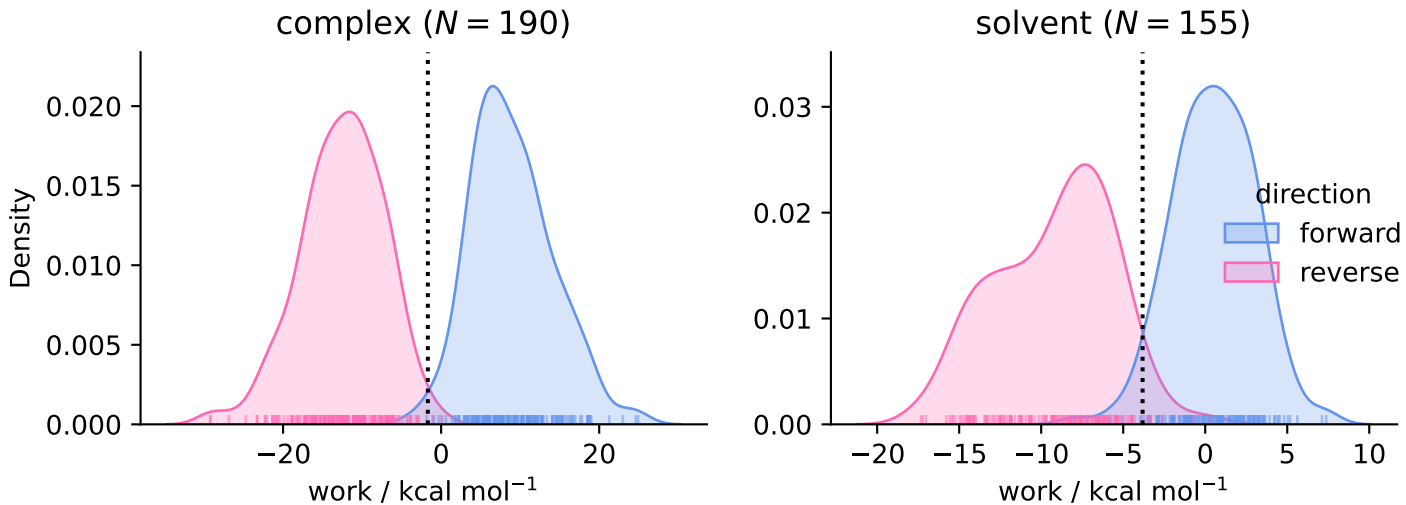 complex (N = 190)
Density
0.020
0.015
0.010
0.005
0.000
−20 0 20
work / kcal mol⁻¹
solvent (N = 155)
0.03
0.02
0.01
0.00
−20 −15 −10 −5 0 5 10
work / kcal mol⁻¹
direction
forward
reverse